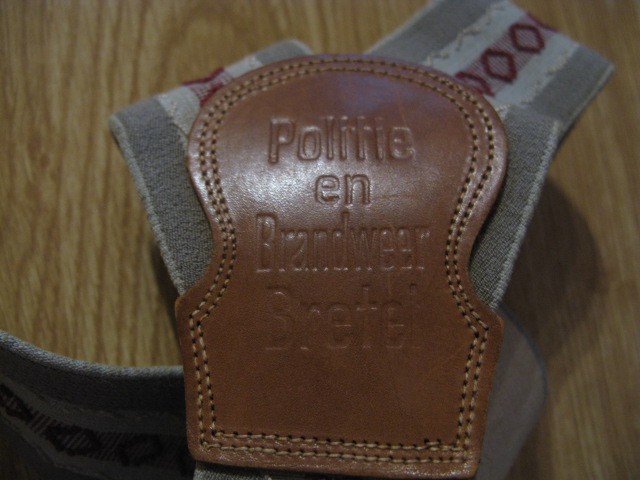 Politie
en
Brandweer
Bretel